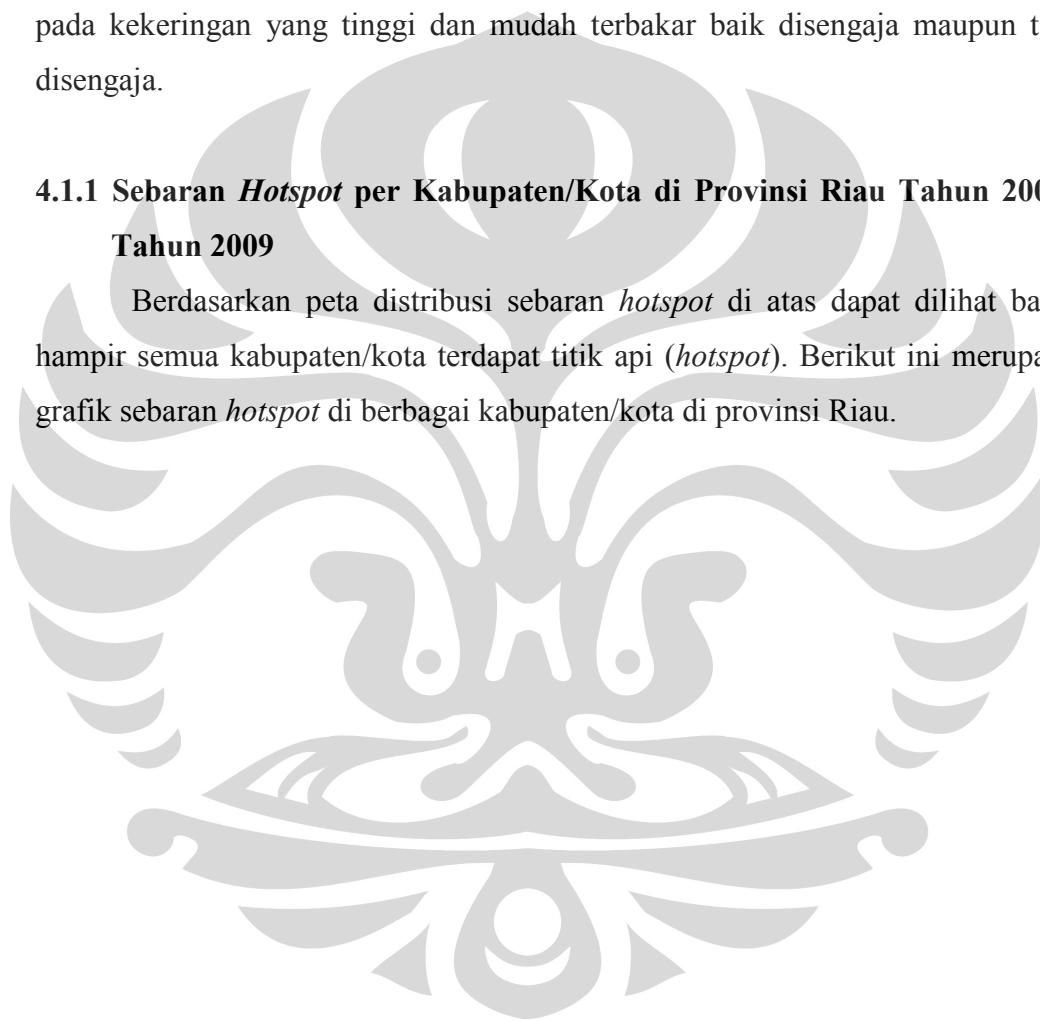 pada kekeringan yang tinggi dan mudah terbakar baik disengaja maupun
disengaja.
4.1.1 Sebaran Hotspot per Kabupaten/Kota di Provinsi Riau Tahun
Tahun 2009
Berdasarkan peta distribusi sebaran hotspot di atas dapat dilihat
hampir semua kabupaten/kota terdapat titik api (hotspot). Berikut ini
grafik sebaran hotspot di berbagai kabupaten/kota di provinsi Riau.